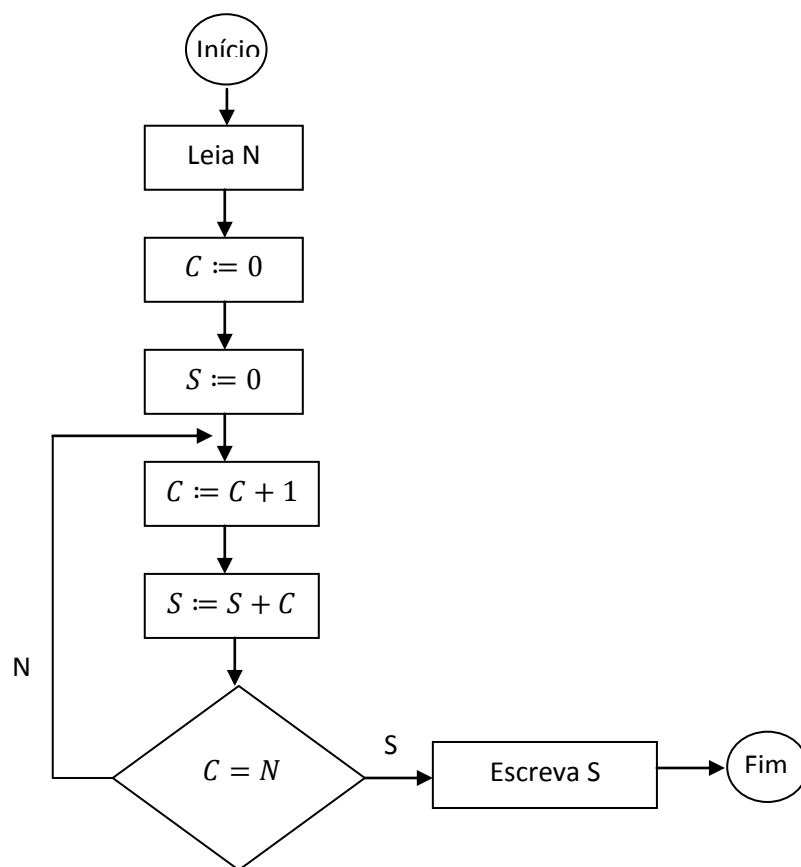 Início
Leia N
C := 0
S := 0
C := C + 1
S := S + C
N
C = N
S
Escreva S
Fim